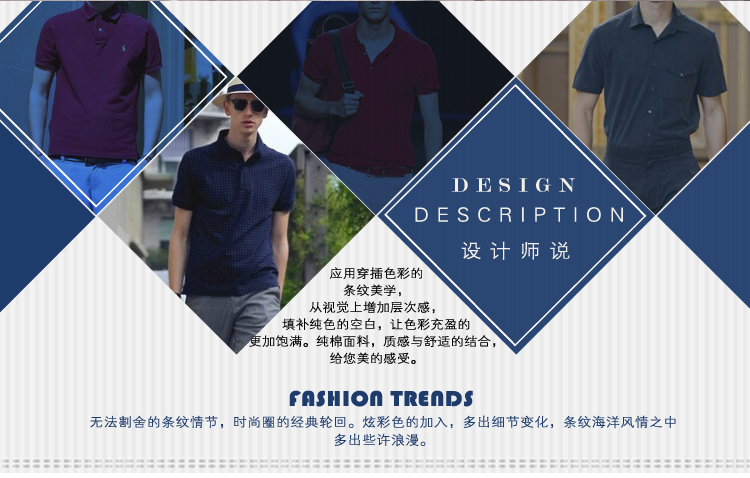 DESIGN
DESCRIPTION
设计师说
应用穿插色彩的
条纹美学，
从视觉上增加层次感，
填补纯色的空白，让色彩充盈的
更加饱满。纯棉面料，质感与舒适的结合，
给您美的感受。
FASHION TRENDS
无法割舍的条纹情节，时尚圈的经典轮回。炫彩色的加入，多出细节变化，条纹海洋风情之中
多出些许浪漫。